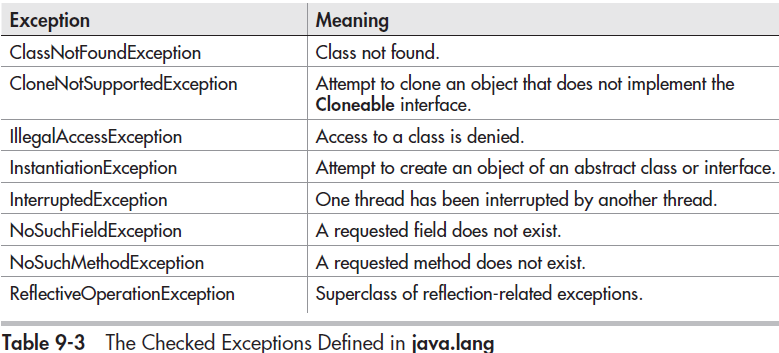 Exception Meaning
ClassNotFoundException Class not found.
CloneNotSupportedException Attempt to clone an object that does not implement the
Cloneable interface.
IllegalAccessException Access to a class is denied.
InstantiationException Attempt to create an object of an abstract class or interface.
InterruptedException One thread has been interrupted by another thread.
NoSuchFieldException A requested field does not exist.
NoSuchMethodException A requested method does not exist.
ReflectiveOperationException Superclass of reflection-related exceptions.
Table 9-3 The Checked Exceptions Defined in java.lang